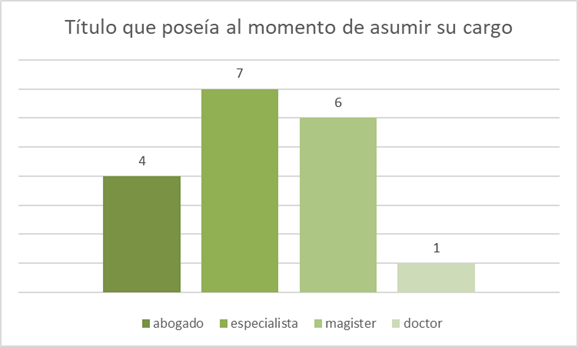 Título que poseía al momento de asumir su cargo
7
6
4
1
abogado especialista magister doctor